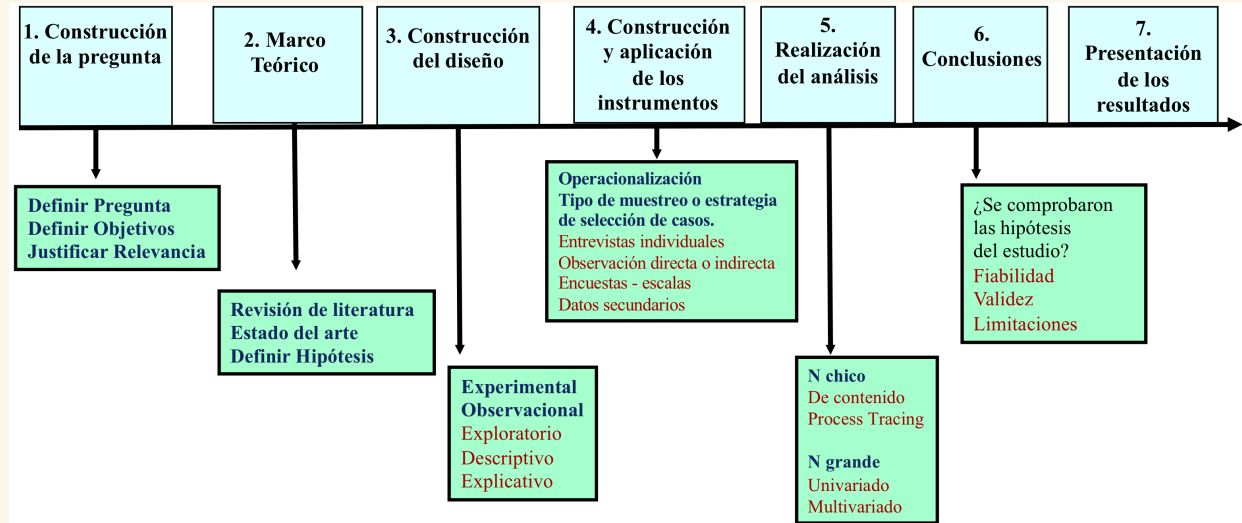 1. Construcción
de la pregunta
2. Marco
Teórico
3. Construcción
del diseño
4. Construcción
y aplicación
de los
instrumentos
5.
Realización
del análisis
6.
Conclusiones
7.
Presentación
de los
resultados
Definir Pregunta
Definir Objetivos
Justificar Relevancia
Revisión de literatura
Estado del arte
Definir Hipótesis
Experimental
Observacional
Exploratorio
Descriptivo
Explicativo
Operacionalización
Tipo de muestreo o estrategia
de selección de casos.
Entrevistas individuales
Observación directa o indirecta
Encuestas - escalas
Datos secundarios
N chico
De contenido
Process Tracing
N grande
Univariado
Multivariado
¿Se comprobaron
las hipótesis
del estudio?
Fiabilidad
Validez
Limitaciones